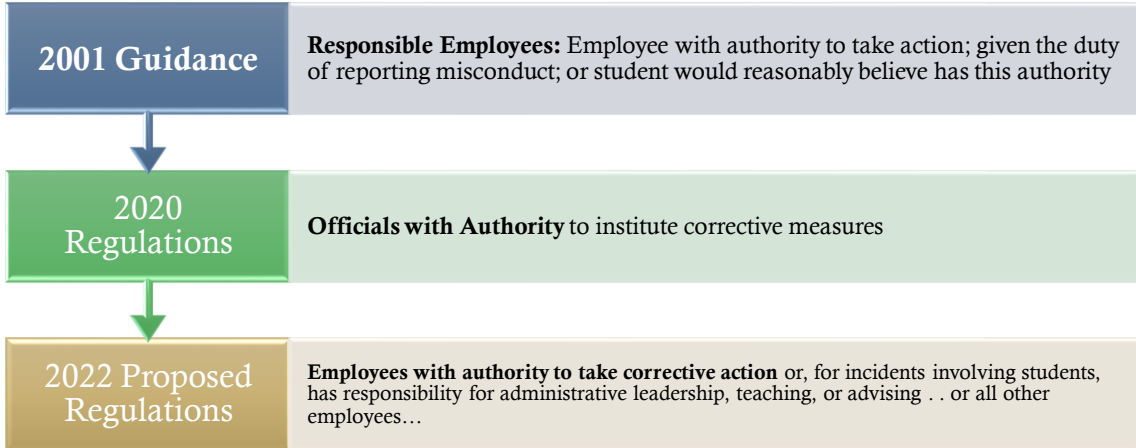 2001 Guidance
Responsible Employees: Employee with authority to take action; given the duty
of reporting misconduct; or student would reasonably believe has this authority
2020
Regulations
Officials with Authority to institute corrective measures
2022 Proposed
Regulations
Employees with authority to take corrective action or, for incidents involving students,
has responsibility for administrative leadership, teaching, or advising . . or all other
employees…